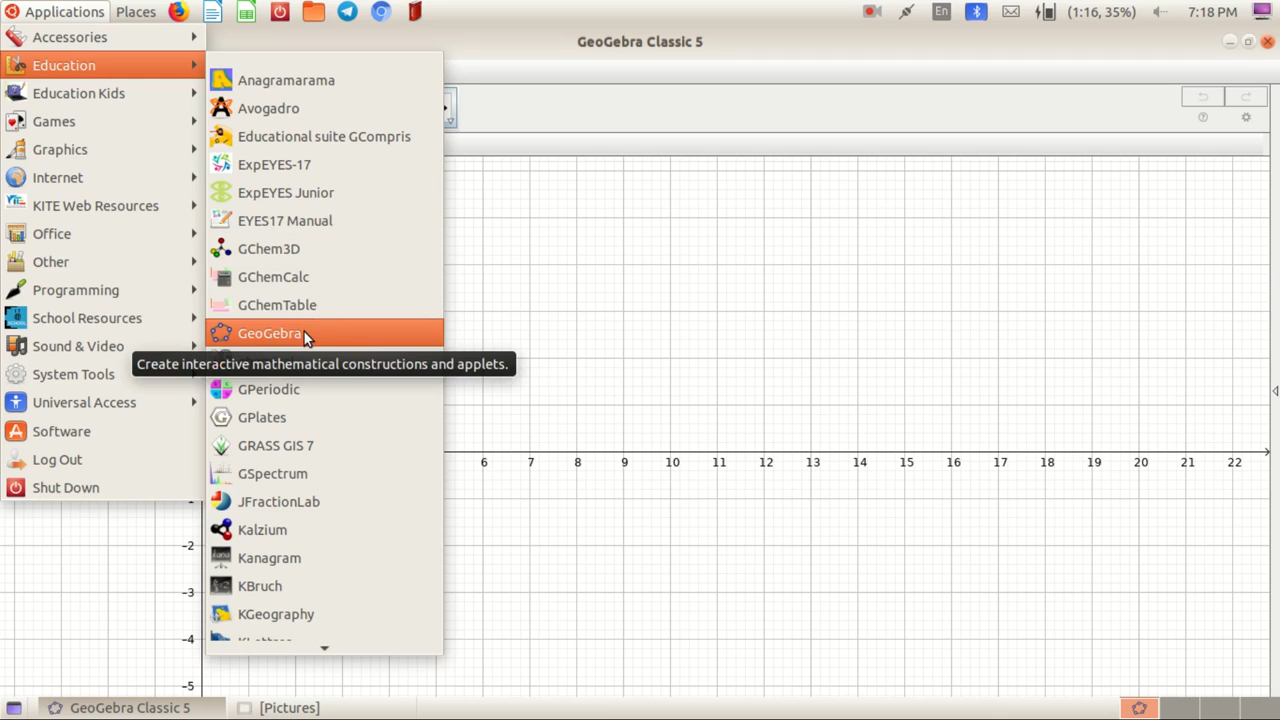 Applications Places En (1:16, 35%) 7:18 PM
GeoGebra Classic 5
Accessories
Education
Education Kids
Games
Graphics
Internet
KITE Web Resources
Office
Other
Programming
School Resources
Sound & Video
System Tools
Universal Access
Software
Log Out
Shut Down
Anagramarama
Avogadro
Educational suite GCompris
ExpEYES-17
ExpEYES Junior
EYES17 Manual
GChem3D
GChemCalc
GChemTable
GeoGebra
Create interactive mathematical constructions and applets.
GPeriodic
GPlates
GRASS GIS 7
GSpectrum
JFractionLab
Kalzium
Kanagram
KBruch
KGeography
6 7 8 9 10 11 12 13 14 15 16 17 18 19 20 21 22
-2
-3
-4
-5
GeoGebra Classic 5 [Pictures]